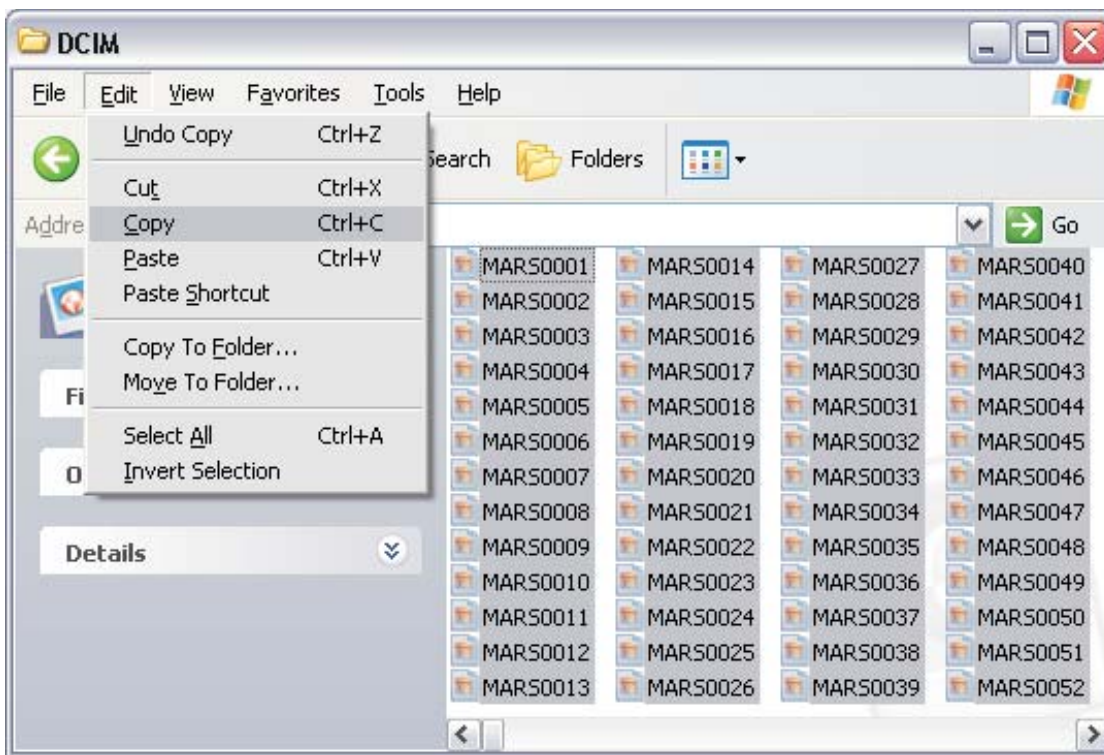 DCIM
File Edit View Favorites Tools Help
Undo Copy Ctrl+Z
Search Folders
Cut Ctrl+X
Copy Ctrl+C
Go
Paste Ctrl+V
Paste Shortcut
Copy To Folder...
Move To Folder...
Select All Ctrl+A
Invert Selection
Details
MARS0001 MARS0014 MARS0027 MARS0040
MARS0002 MARS0015 MARS0028 MARS0041
MARS0003 MARS0016 MARS0029 MARS0042
MARS0004 MARS0017 MARS0030 MARS0043
MARS0005 MARS0018 MARS0031 MARS0044
MARS0006 MARS0019 MARS0032 MARS0045
MARS0007 MARS0020 MARS0033 MARS0046
MARS0008 MARS0021 MARS0034 MARS0047
MARS0009 MARS0022 MARS0035 MARS0048
MARS0010 MARS0023 MARS0036 MARS0049
MARS0011 MARS0024 MARS0037 MARS0050
MARS0012 MARS0025 MARS0038 MARS0051
MARS0013 MARS0026 MARS0039 MARS0052